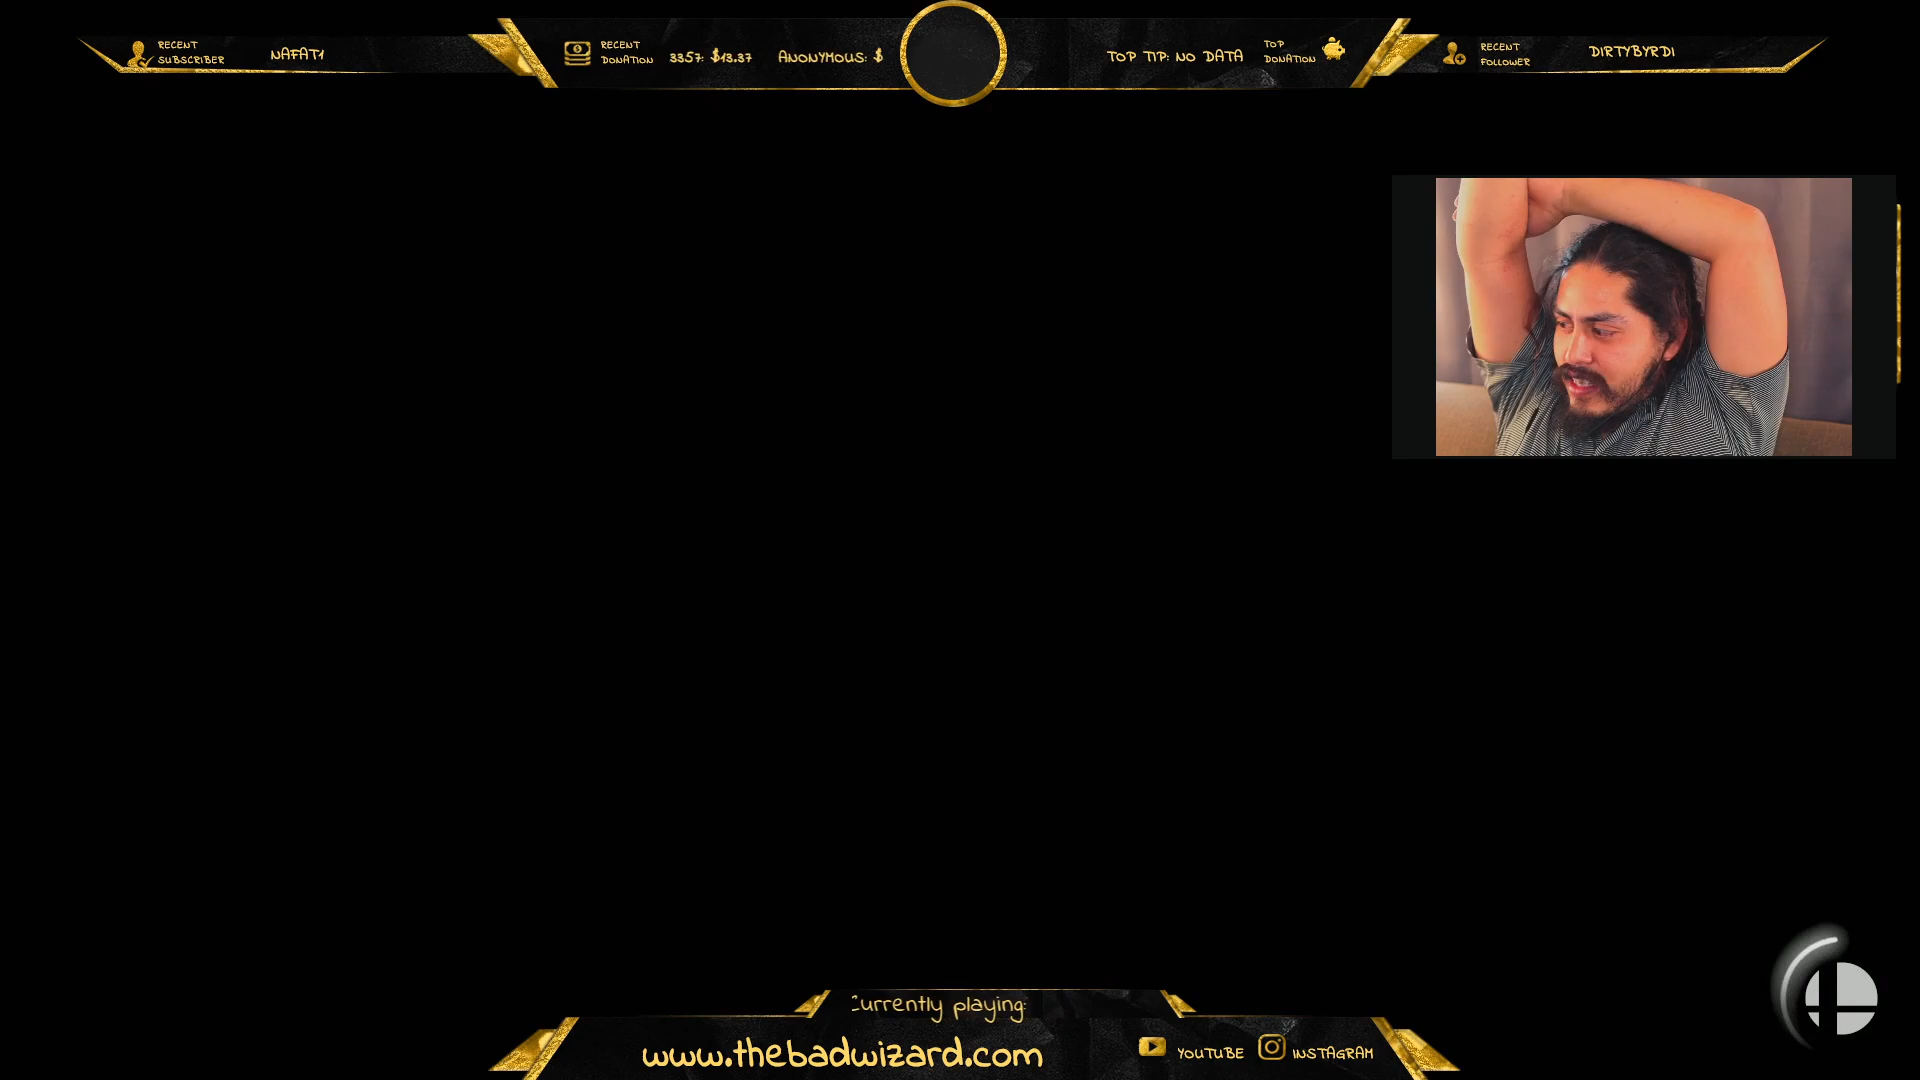 RECENT
SUBSCRIBER
NAFAT1
RECENT
DONATION
3357: $13.37
ANONYMOUS: $
TOP TIP: NO DATA
TOP
DONATION
RECENT
FOLLOWER
DIRTYBYRD1
Currently playing:
www.thebadwizard.com
YOUTUBE
INSTAGRAM